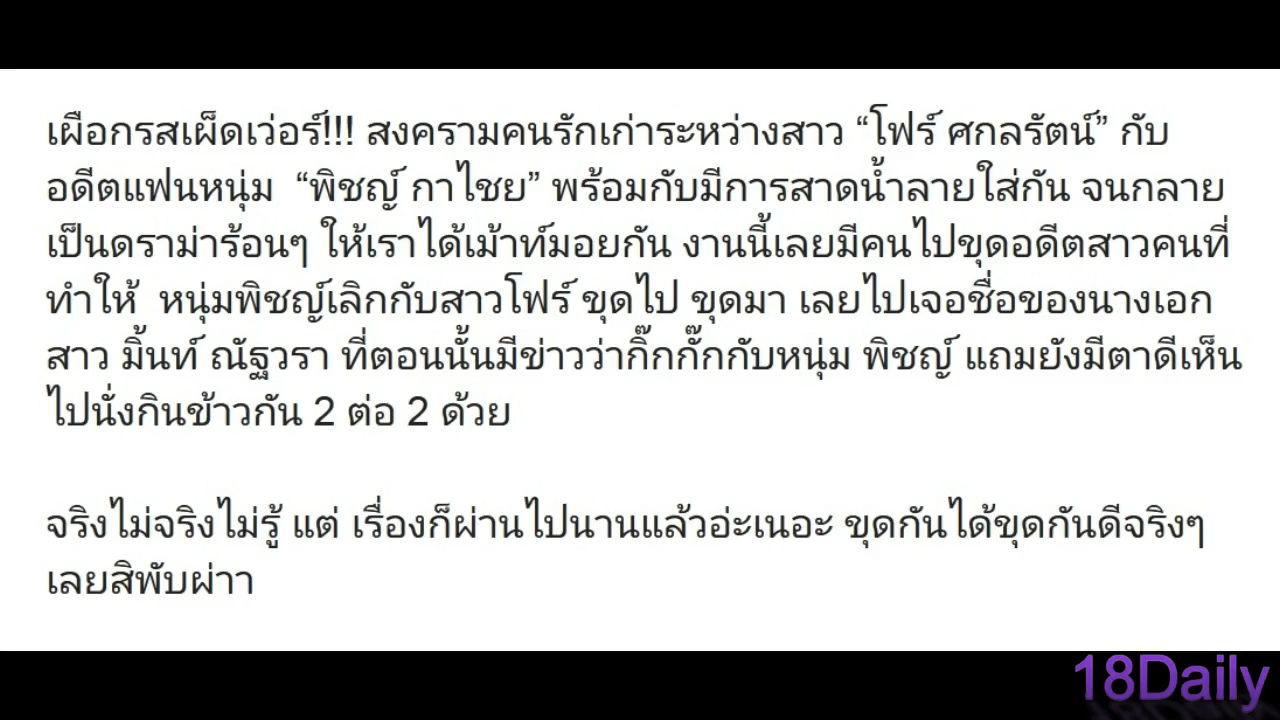 เผือกรสเผ็ดเว่อร์!!! สงครามคนรักเก่าระหว่างสาว “โฟร์ ศกลรัตน์” กับ
อดีตแฟนหนุ่ม “พิชญ์ กาไชย” พร้อมกับมีการสาดน้ำลายใส่กัน จนกลาย
เป็นดราม่าร้อนๆ ให้เราได้เม้าท์มอยกัน งานนี้เลยมีคนไปขุดอดีตสาวคนที่
ทำให้ หนุ่มพิชญ์เลิกกับสาวโฟร์ ขุดไป ขุดมา เลยไปเจอชื่อของนางเอก
สาว มิ้นท์ ณัฐวรา ที่ตอนนั้นมีข่าวว่ากิ๊กกั๊กกับหนุ่ม พิชญ์ แถมยังมีตาดีเห็น
ไปนั่งกินข้าวกัน 2 ต่อ 2 ด้วย
จริงไม่จริงไม่รู้ แต่ เรื่องก็ผ่านไปนานแล้วอ่ะเนอะ ขุดกันได้ขุดกันดีจริงๆ
เลยสิพับผ่าา
18Daily